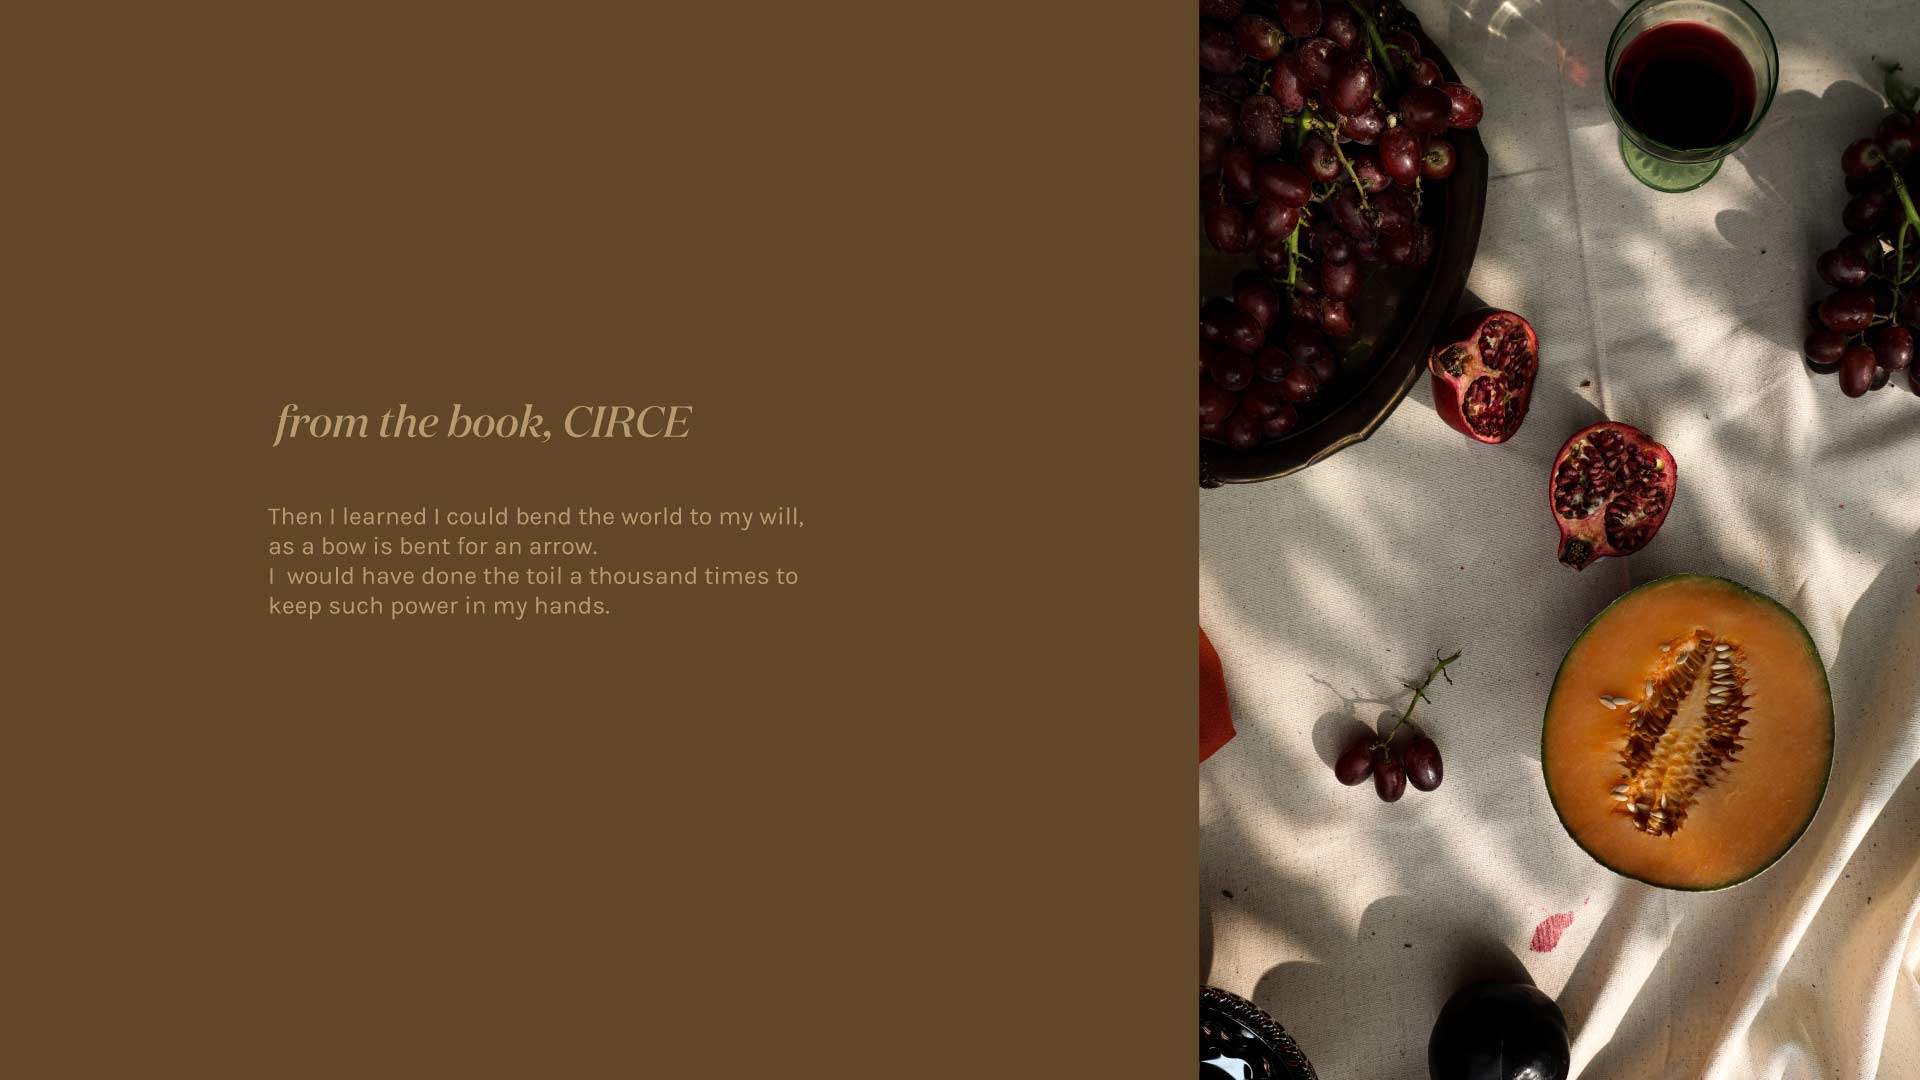 from the book, CIRCE
Then I learned I could bend the world to my will,
as a bow is bent for an arrow.
I  would have done the toil a thousand times to
keep such power in my hands.